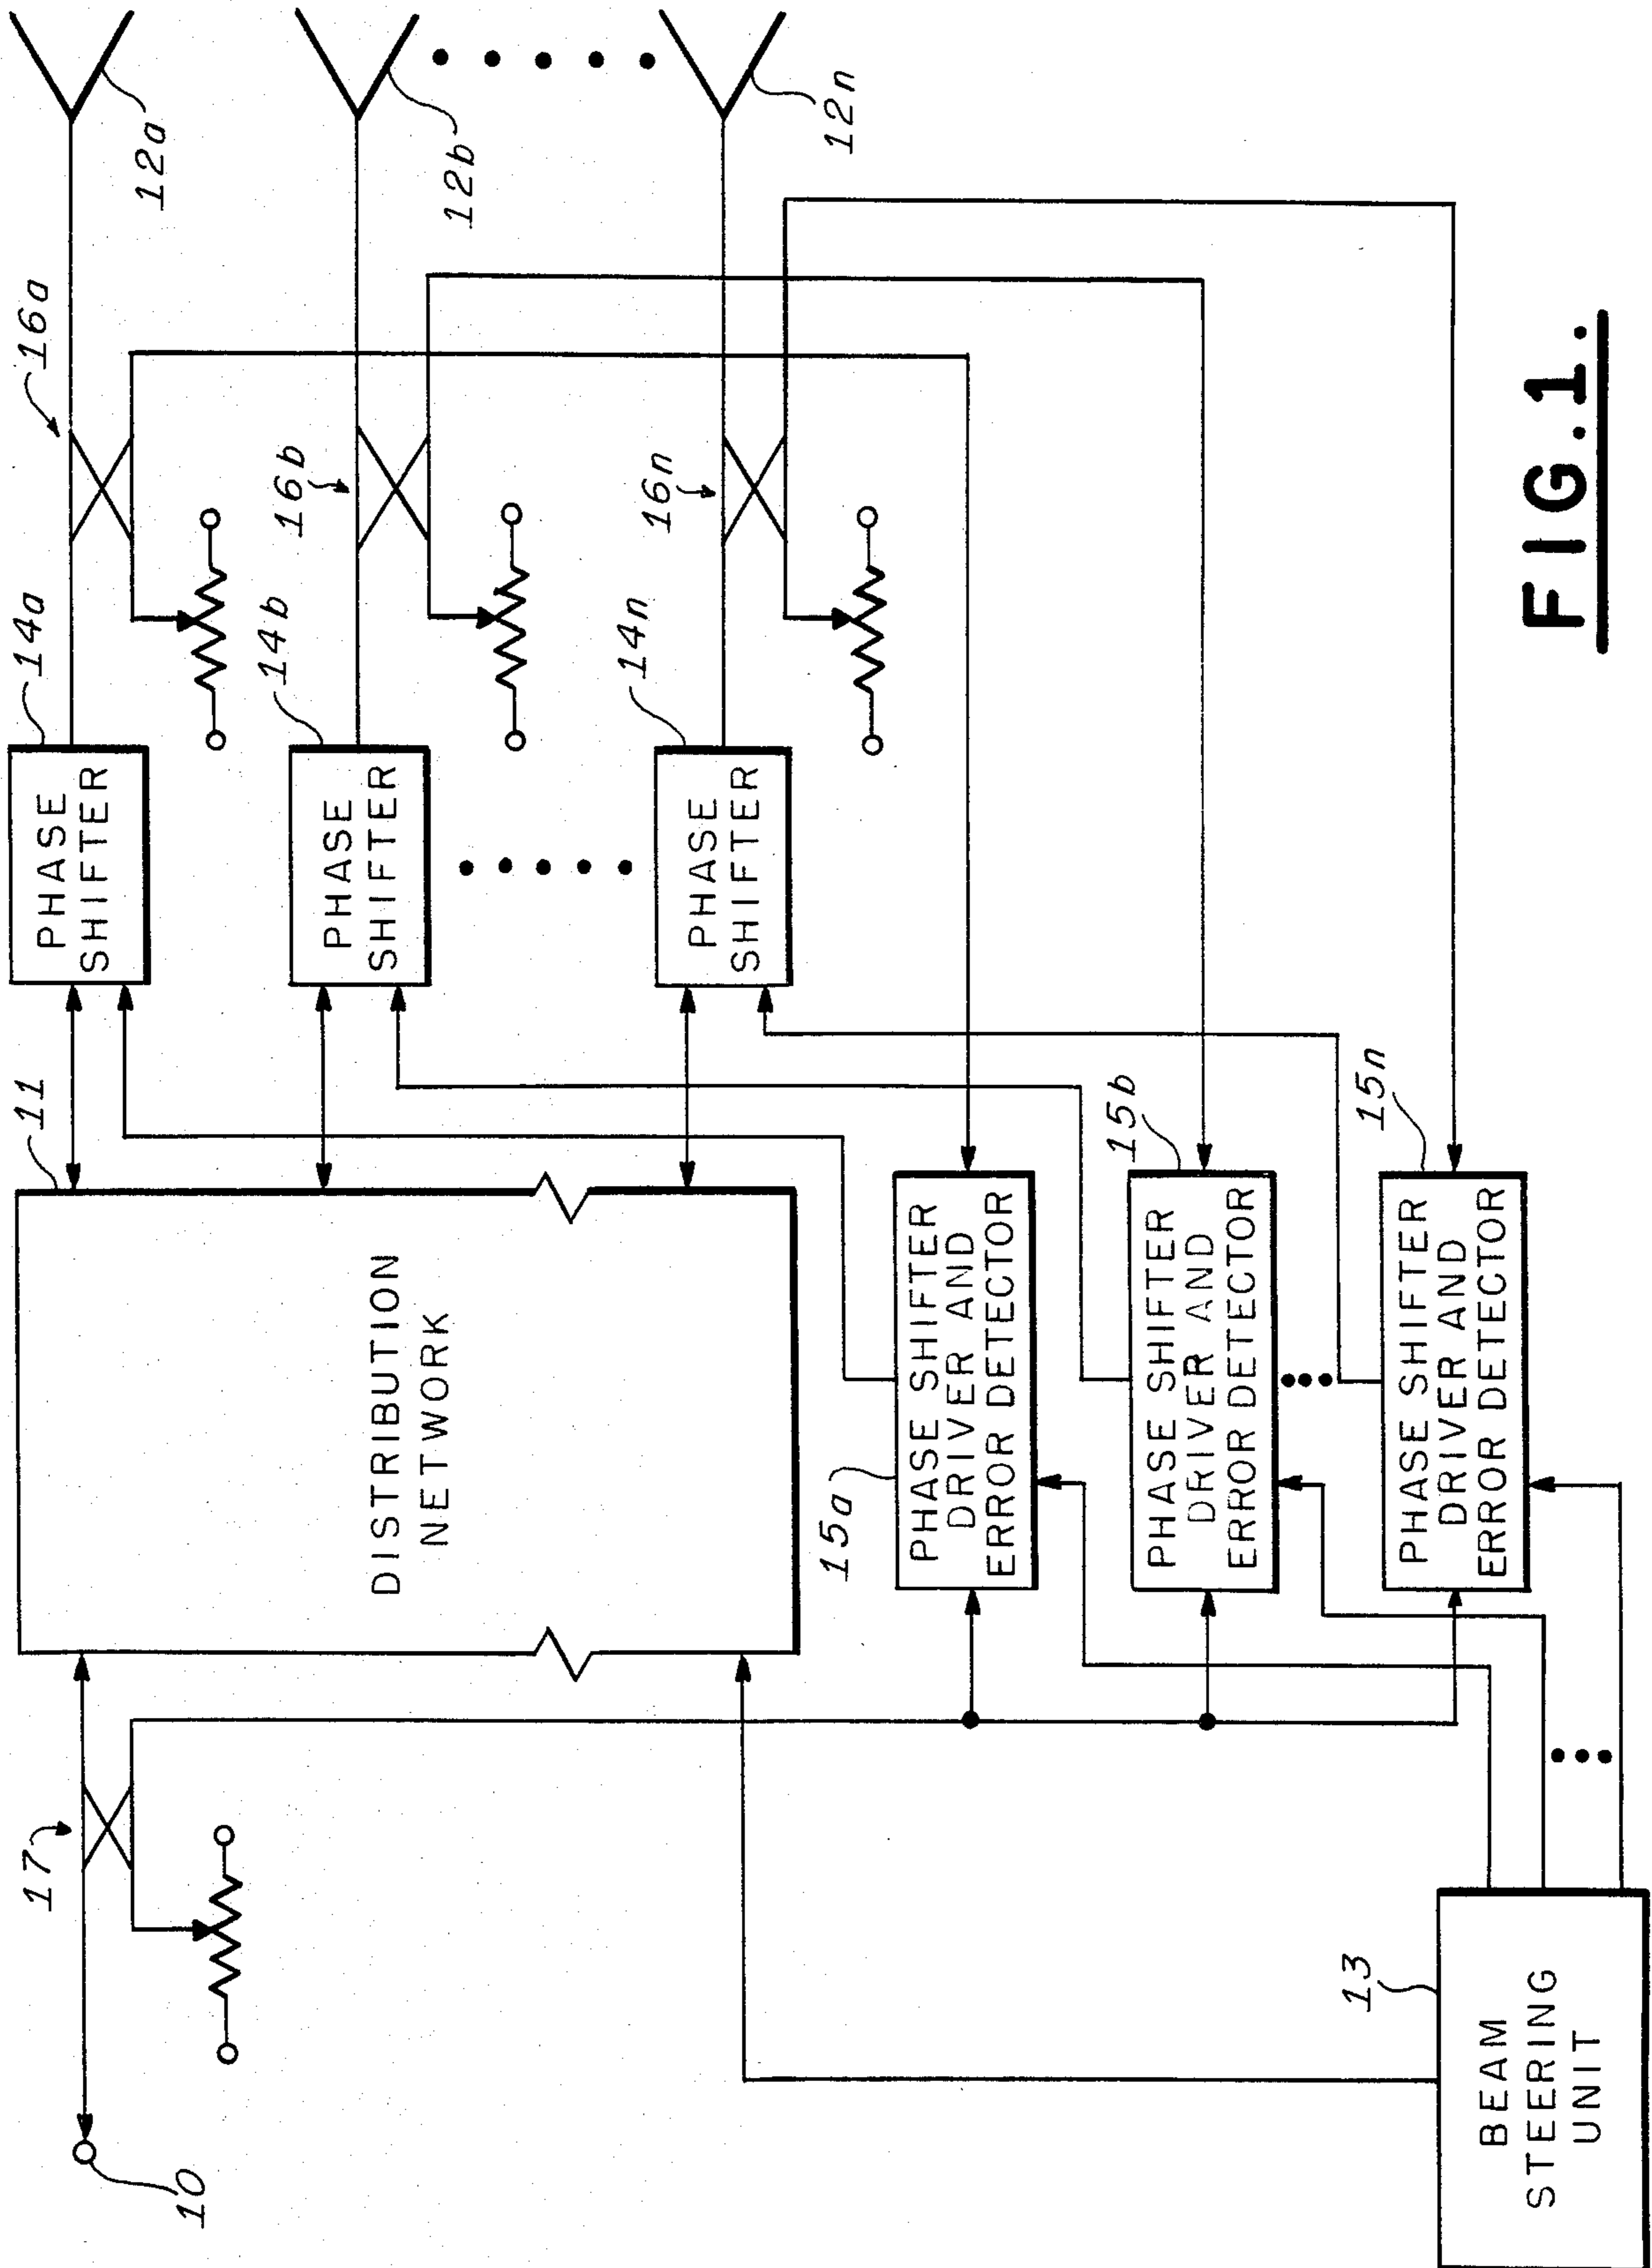 12a
12b
12n
16a
16b
16n
14a
14b
14n
PHASE
SHIFTER
PHASE
SHIFTER
PHASE
SHIFTER
11
DISTRIBUTION
NETWORK
15a
PHASE SHIFTER
DRIVER AND
ERROR DETECTOR
15b
PHASE SHIFTER
DRIVER AND
ERROR DETECTOR
15n
PHASE SHIFTER
DRIVER AND
ERROR DETECTOR
17
10
13
BEAM
STEERING
UNIT
FIG.1.